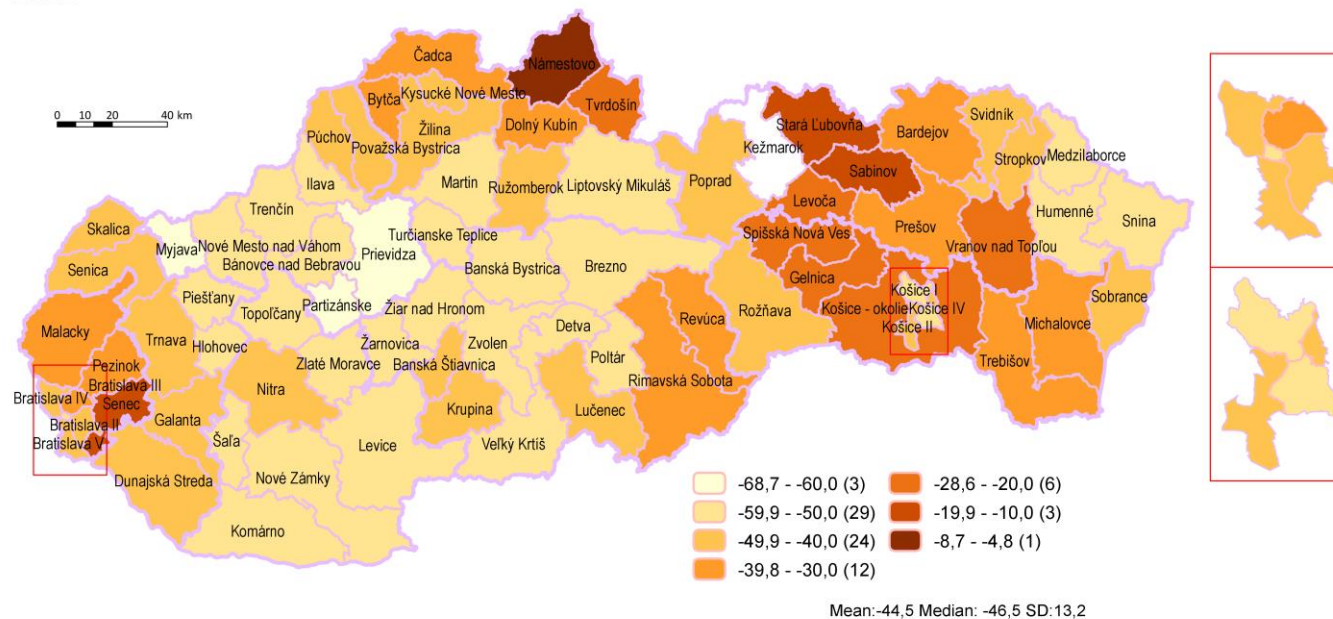 Námestovo
Čadca
Kysucké Nové Mesto
Bytča
Tvrdošín
0 5 10 20 30 40 km
Dolný Kubín
Stará Ľubovňa
Svidník
Bardejov
Žilina
Púchov
Považská Bystrica
Kežmarok
Stropkov
Medzilaborce
Sabinov
Poprad
Ilava
Martin
Ružomberok
Liptovský Mikuláš
Levoča
Trenčín
Humenné
Snina
Prešov
Skalica
Turčianske Teplice
Spišská Nová Ves
Vranov nad Topľou
Myjava
Nové Mesto nad Váhom
Prievidza
Bánovce nad Bebravou
Banská Bystrica
Brezno
Gelnica
Senica
Sobrance
Košice I
Piešťany
Partizánske
Topoľčany
Žiar nad Hronom
Košice - okolie
Košice IV
Rožňava
Revúca
Košice II
Michalovce
Malacky
Trnava
Detva
Hlohovec
Žarnovica
Zvolen
Poltár
Trebišov
Pezinok
Zlaté Moravce
Banská Štiavnica
Rimavská Sobota
Bratislava III
Nitra
Bratislava IV
Senec
Krupina
Lučenec
Galanta
Bratislava II
Bratislava V
Šaľa
Levice
Veľký Krtíš
Dunajská Streda
Nové Zámky
Komárno
-68,7 - -60,0 (3)
-59,9 - -50,0 (29)
-49,9 - -40,0 (24)
-39,8 - -30,0 (12)
-28,6 - -20,0 (6)
-19,9 - -10,0 (3)
-8,7 - -4,8 (1)
Mean:-44,5 Median: -46,5 SD:13,2